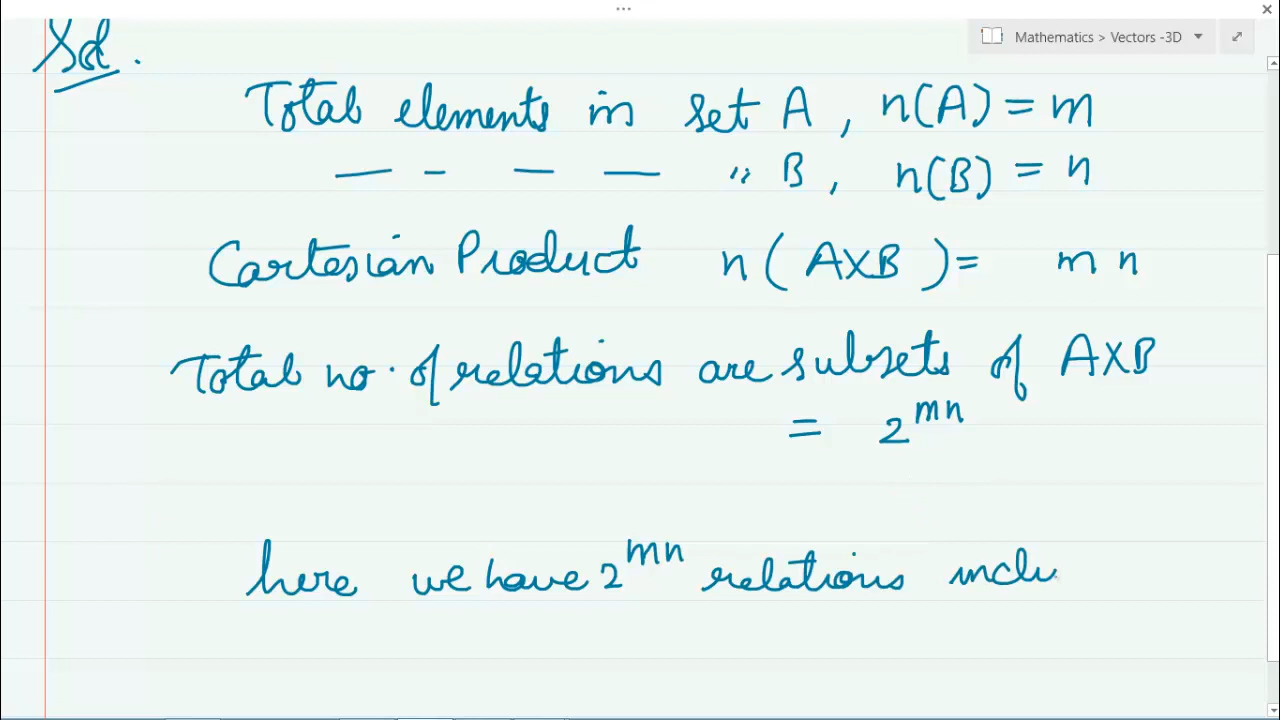 Mathematics > Vectors -3D
Sol.
Total elements in set A, n(A) = m
— - — — " B, n(B) = n
Cartesian Product n(A×B) = mn
Total no. of relations are subsets of A×B
= 2^mn
here we have 2^mn relations inclu